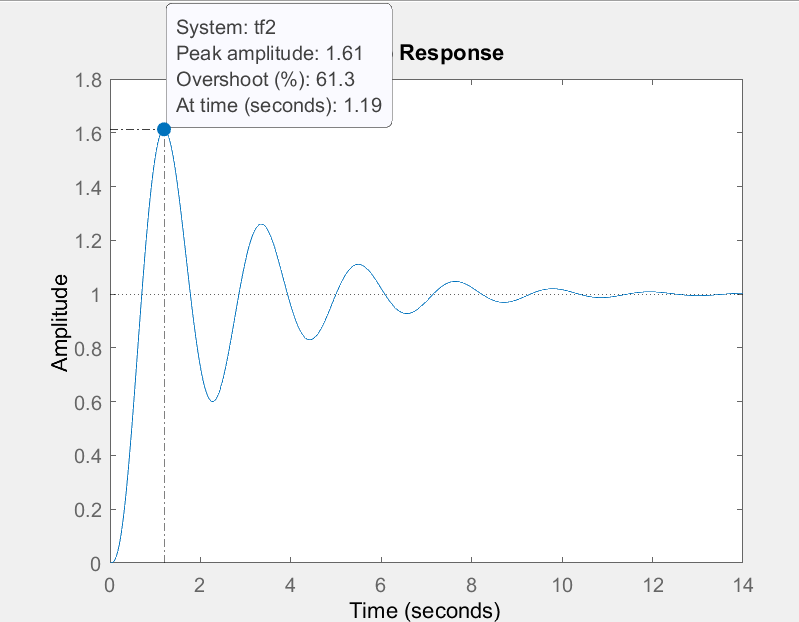 System: tf2
Peak amplitude: 1.61
Overshoot (%): 61.3
At time (seconds): 1.19
Response
1.8
1.6
1.4
1.2
1
0.8
0.6
0.4
0.2
0
Amplitude
0 2 4 6 8 10 12 14
Time (seconds)